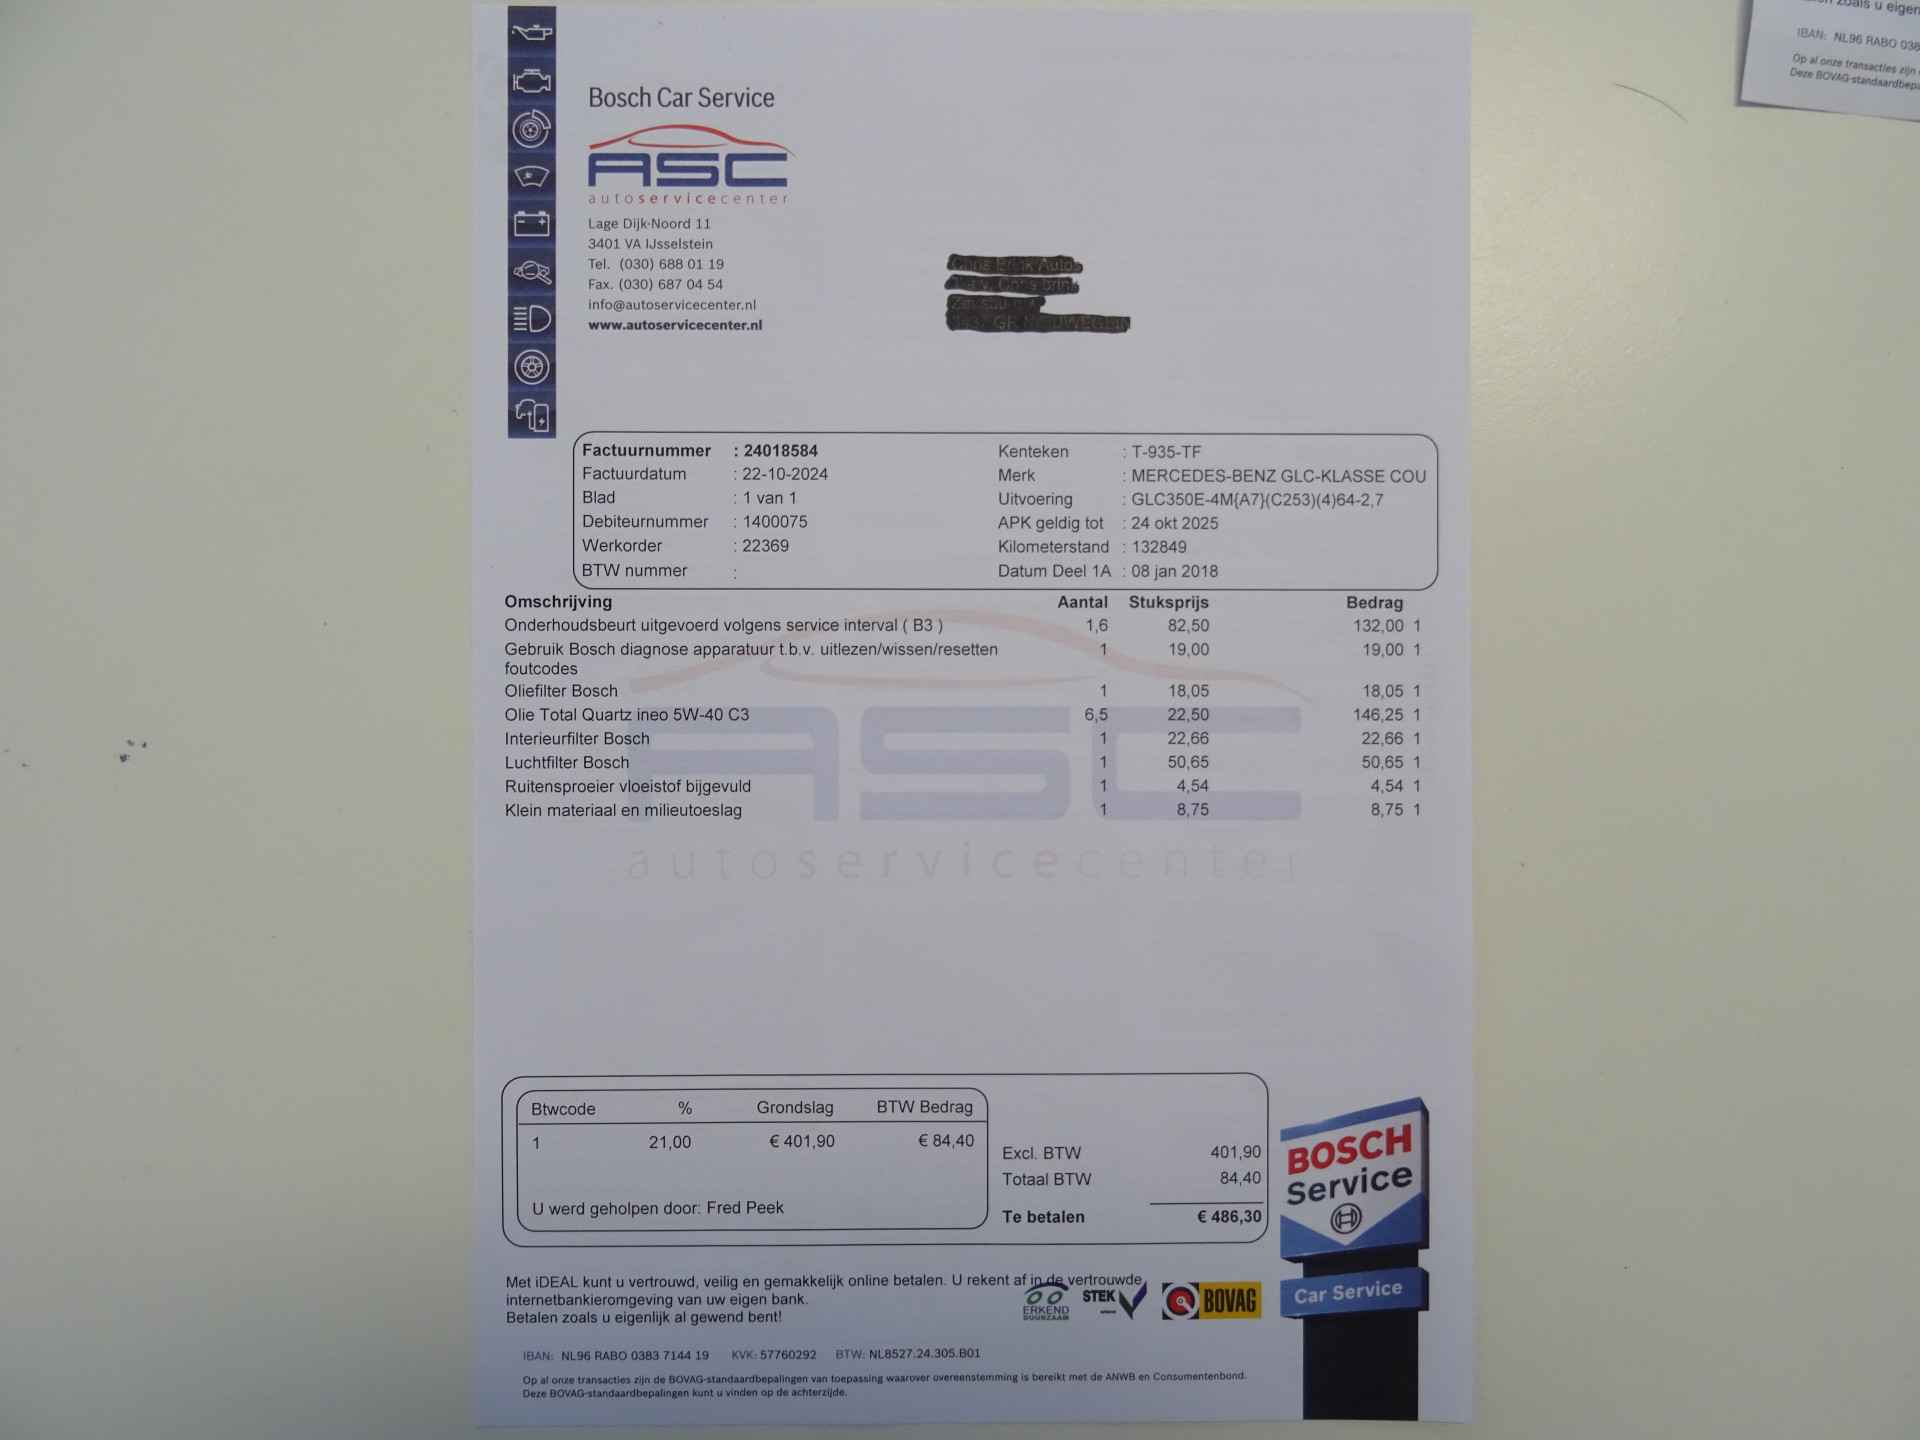 Bosch Car Service
ASC
autoservicecenter
Lage Dijk-Noord 11
3401 VA IJsselstein
Tel. (030) 688 01 19
Fax. (030) 687 04 54
info@autoservicecenter.nl
www.autoservicecenter.nl
Factuurnummer : 24018584
Factuurdatum : 22-10-2024
Blad : 1 van 1
Debiteurnummer : 1400075
Werkorder : 22369
BTW nummer :
Kenteken : T-935-TF
Merk : MERCEDES-BENZ GLC-KLASSE COU
Uitvoering : GLC350E-4M{A7}(C253)(4)64-2,7
APK geldig tot : 24 okt 2025
Kilometerstand : 132849
Datum Deel 1A : 08 jan 2018
Omschrijving Aantal Stuksprijs Bedrag
Onderhoudsbeurt uitgevoerd volgens service interval ( B3 ) 1,6 82,50 132,00 1
Gebruik Bosch diagnose apparatuur t.b.v. uitlezen/wissen/resetten 1 19,00 19,00 1
foutcodes
Oliefilter Bosch 1 18,05 18,05 1
Olie Total Quartz ineo 5W-40 C3 6,5 22,50 146,25 1
Interieurfilter Bosch 1 22,66 22,66 1
Luchtfilter Bosch 1 50,65 50,65 1
Ruitensproeier vloeistof bijgevuld 1 4,54 4,54 1
Klein materiaal en milieutoeslag 1 8,75 8,75 1
ASC
autoservicecenter
Btwcode % Grondslag BTW Bedrag
1 21,00 € 401,90 € 84,40
U werd geholpen door: Fred Peek
Excl. BTW 401,90
Totaal BTW 84,40
Te betalen € 486,30
BOSCH
Service
Car Service
Met iDEAL kunt u vertrouwd, veilig en gemakkelijk online betalen. U rekent af in de vertrouwde
internetbankieromgeving van uw eigen bank.
Betalen zoals u eigenlijk al gewend bent!
ERKEND
DUURZAAM
STEK
BOVAG
IBAN: NL96 RABO 0383 7144 19 KVK: 57760292 BTW: NL8527.24.305.B01
Op al onze transacties zijn de BOVAG-standaardbepalingen van toepassing waarover overeenstemming is bereikt met de ANWB en Consumentenbond.
Deze BOVAG-standaardbepalingen kunt u vinden op de achterzijde.
zoals u eigen
IBAN: NL96 RABO 038
Op al onze transacties zijn
Deze BOVAG-standaardbepa